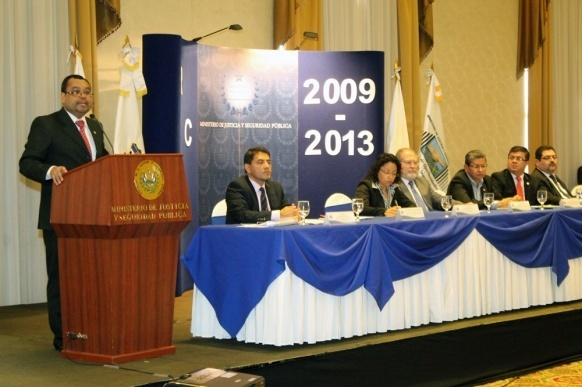 MINISTERIO DE JUSTICIA Y SEGURIDAD PÚBLICA
2009
-
2013
C
MINISTERIO DE JUSTICIA
Y SEGURIDAD PÚBLICA